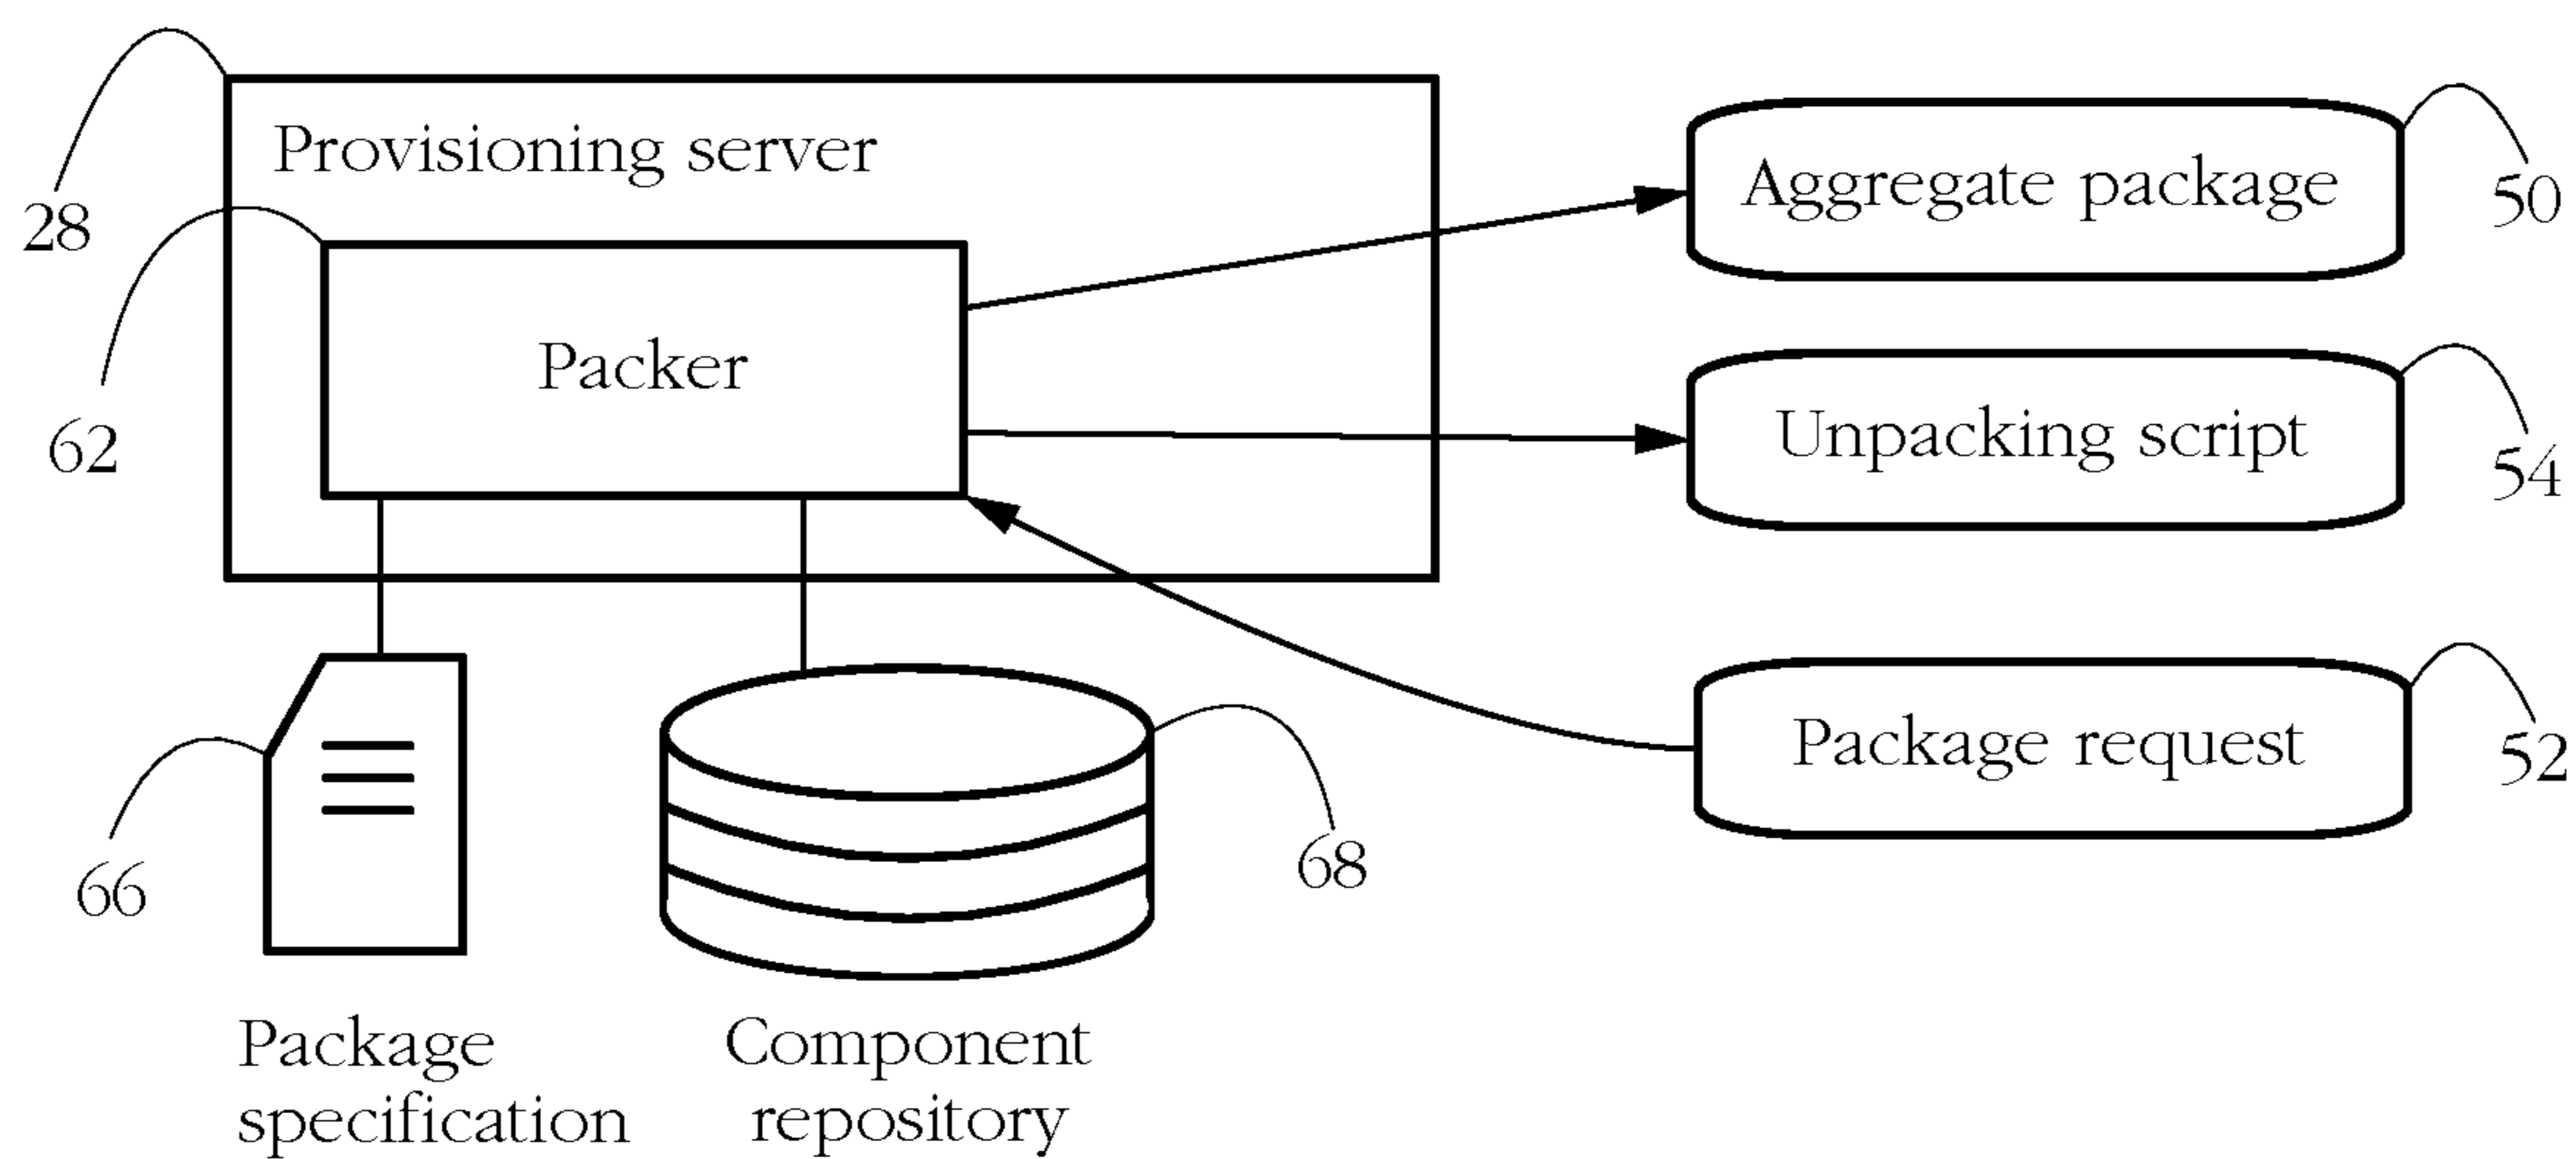 Provisioning server
28
Aggregate package
50
Packer
62
Unpacking script
54
Package request
52
66
68
Package
specification
Component
repository